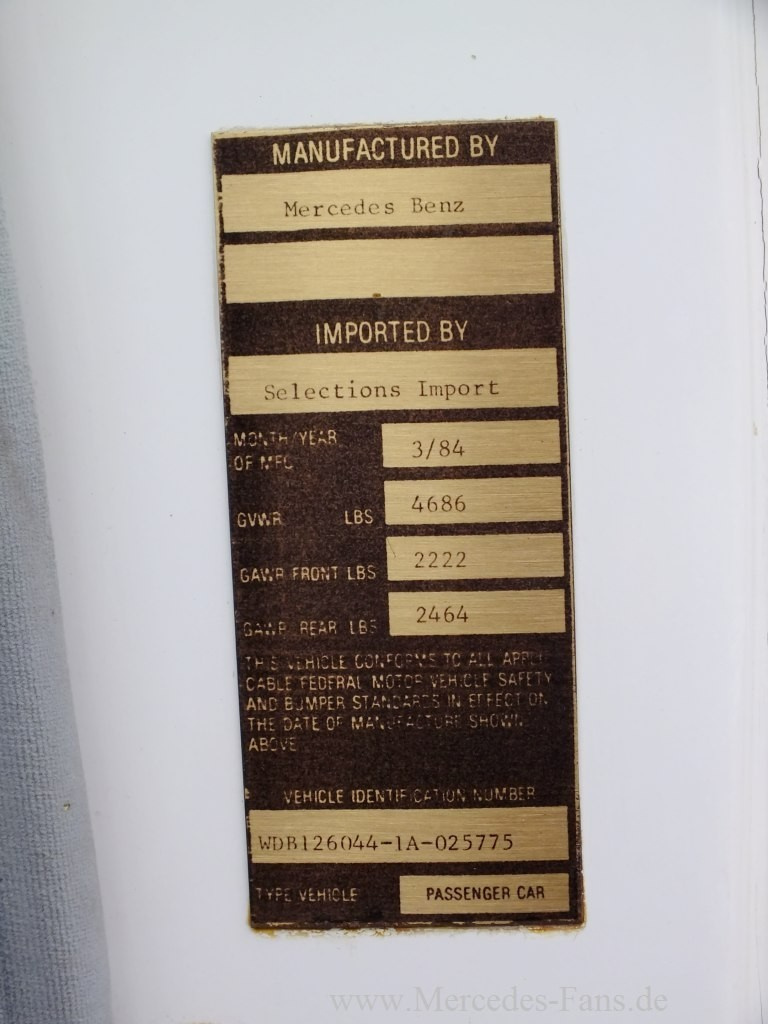 MANUFACTURED BY
Mercedes Benz
IMPORTED BY
Selections Import
MONTH/YEAR
OF MFG
3/84
GVWR LBS 4686
GAWR FRONT LBS 2222
GAWR REAR LBS 2464
THIS VEHICLE CONFORMS TO ALL APPLI-
CABLE FEDERAL MOTOR VEHICLE SAFETY
AND BUMPER STANDARDS IN EFFECT ON
THE DATE OF MANUFACTURE SHOWN
ABOVE
VEHICLE IDENTIFICATION NUMBER
WDB126044-1A-025775
TYPE VEHICLE PASSENGER CAR
www.Mercedes-Fans.de